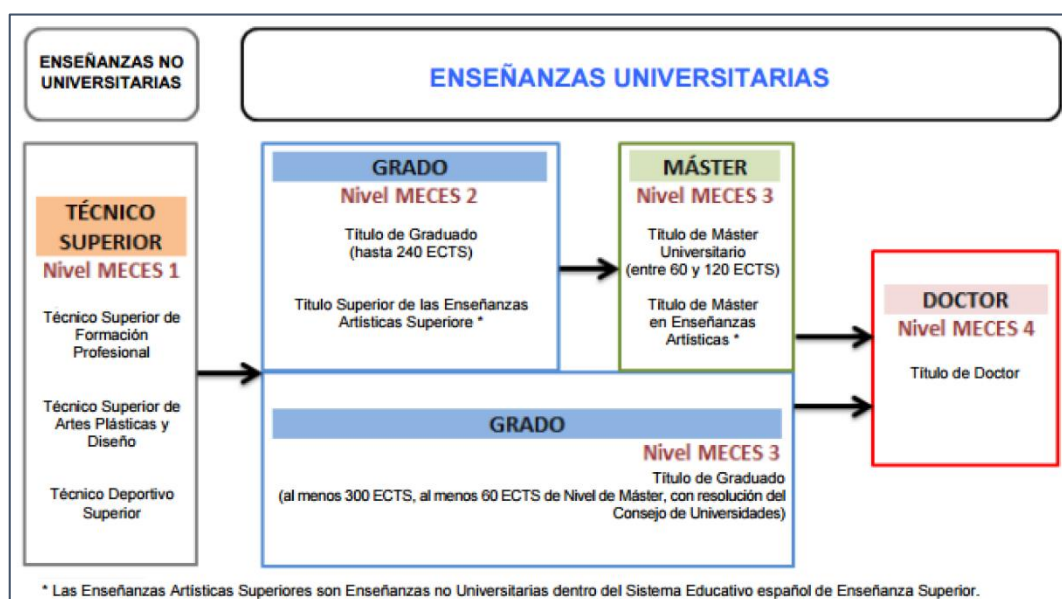 ENSEÑANZAS NO
UNIVERSITARIAS
ENSEÑANZAS UNIVERSITARIAS
TÉCNICO
SUPERIOR
Nivel MECES 1
Técnico Superior de
Formación
Profesional
Técnico Superior de
Artes Plásticas y
Diseño
Técnico Deportivo
Superior
GRADO
Nivel MECES 2
Título de Graduado
(hasta 240 ECTS)
Título Superior de las Enseñanzas
Artísticas Superiore *
MÁSTER
Nivel MECES 3
Título de Máster
Universitario
(entre 60 y 120 ECTS)
Título de Máster
en Enseñanzas
Artísticas *
GRADO
Nivel MECES 3
Título de Graduado
(al menos 300 ECTS, al menos 60 ECTS de Nivel de Máster, con resolución del
Consejo de Universidades)
DOCTOR
Nivel MECES 4
Título de Doctor
* Las Enseñanzas Artísticas Superiores son Enseñanzas no Universitarias dentro del Sistema Educativo español de Enseñanza Superior.